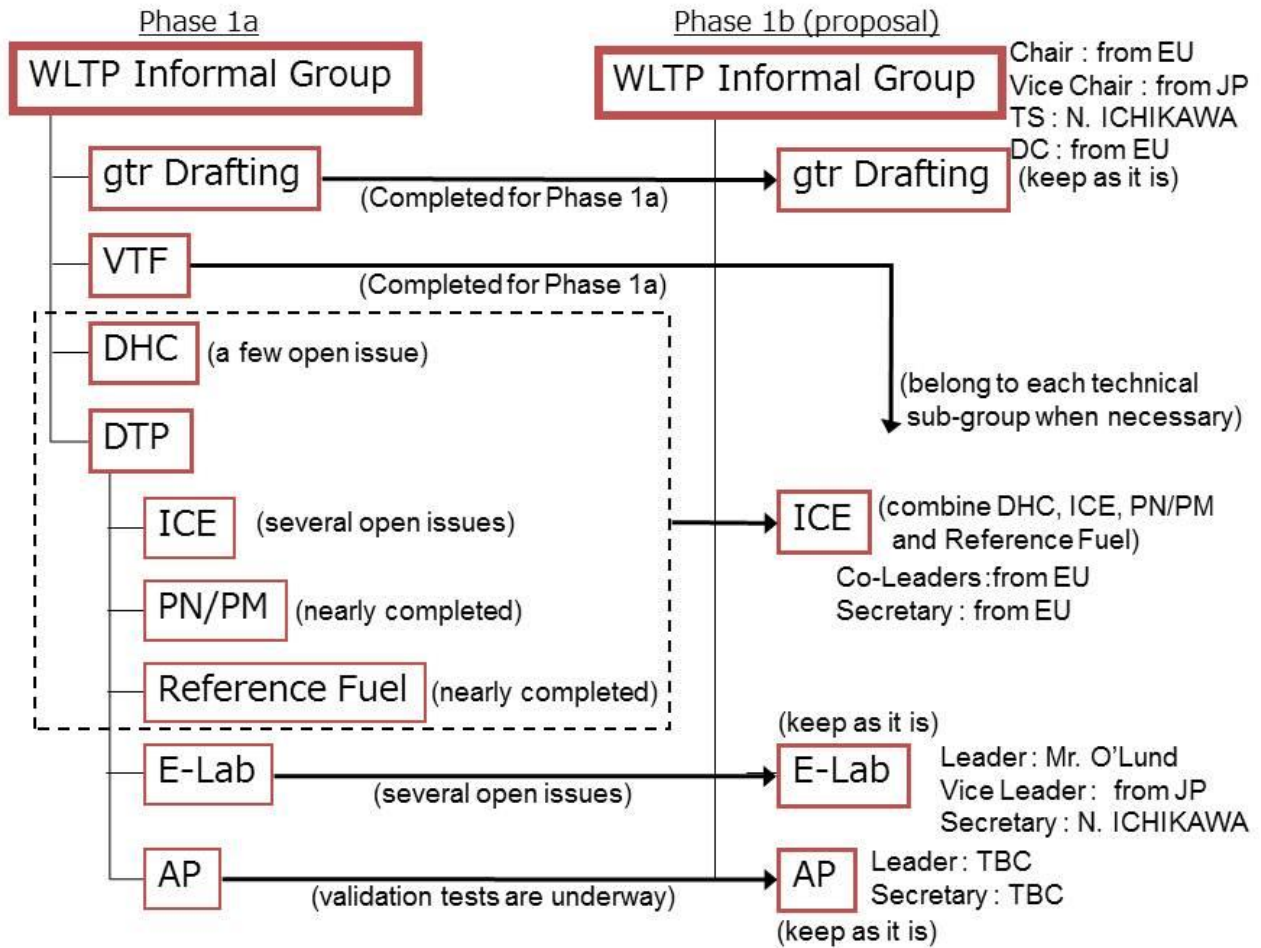 Phase 1a
Phase 1b (proposal)
WLTP Informal Group
WLTP Informal Group
Chair : from EU
Vice Chair : from JP
TS : N. ICHIKAWA
DC : from EU
gtr Drafting
(Completed for Phase 1a)
gtr Drafting
(keep as it is)
VTF
(Completed for Phase 1a)
DHC
(a few open issue)
(belong to each technical
sub-group when necessary)
DTP
ICE
(several open issues)
ICE
(combine DHC, ICE, PN/PM
and Reference Fuel)
Co-Leaders : from EU
Secretary : from EU
PN/PM
(nearly completed)
Reference Fuel
(nearly completed)
(keep as it is)
E-Lab
(several open issues)
E-Lab
Leader : Mr. O'Lund
Vice Leader : from JP
Secretary : N. ICHIKAWA
AP
(validation tests are underway)
AP
Leader : TBC
Secretary : TBC
(keep as it is)